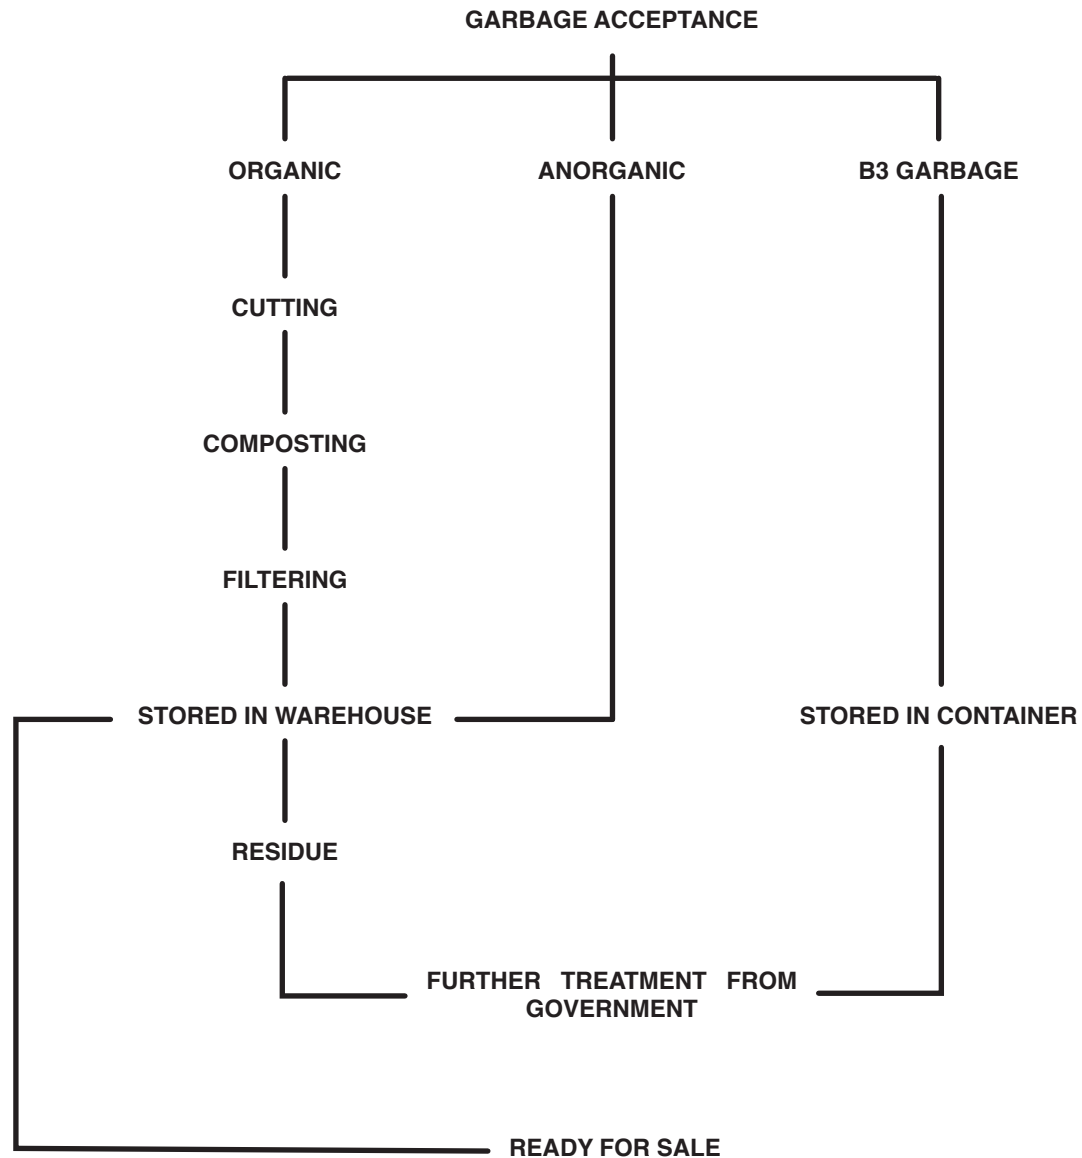 GARBAGE ACCEPTANCE
ORGANIC
ANORGANIC
B3 GARBAGE
CUTTING
COMPOSTING
FILTERING
STORED IN WAREHOUSE
STORED IN CONTAINER
RESIDUE
FURTHER TREATMENT FROM
GOVERNMENT
READY FOR SALE